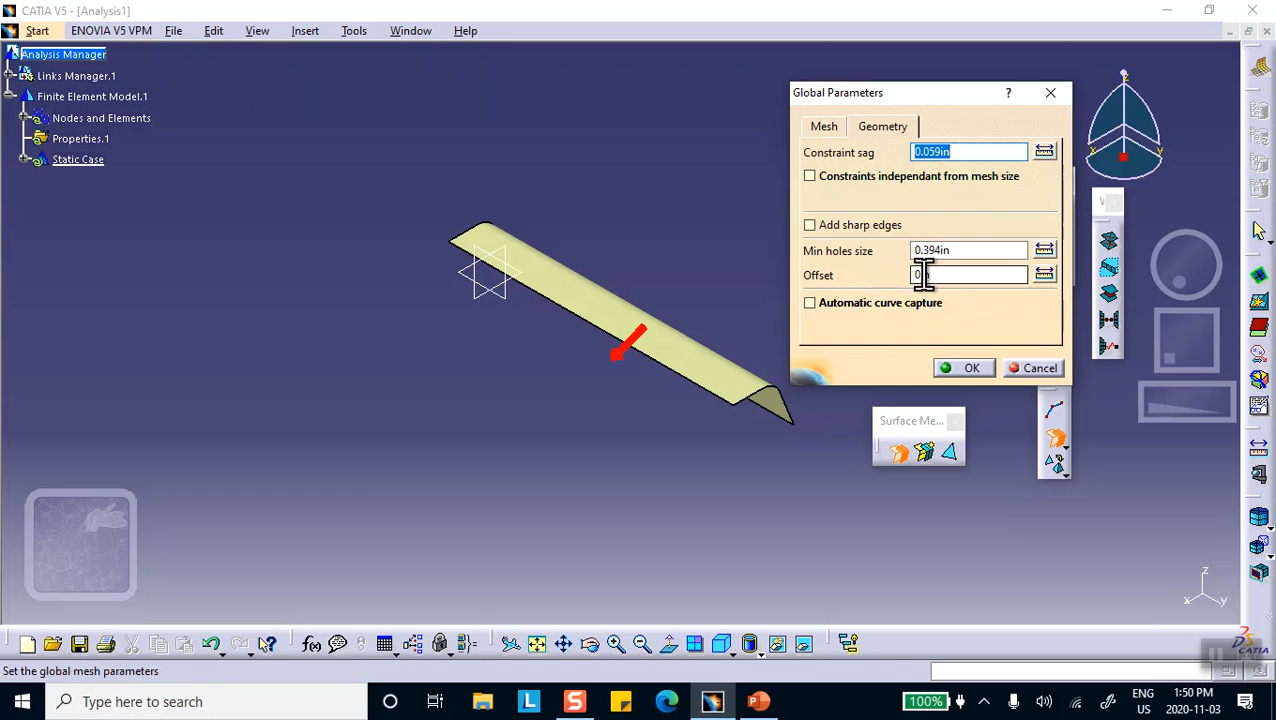 CATIA V5 - [Analysis1]
Start ENOVIA V5 VPM File Edit View Insert Tools Window Help
Analysis Manager
Links Manager.1
Finite Element Model.1
Nodes and Elements
Properties.1
Static Case
Global Parameters ?
Mesh Geometry
Constraint sag 0.059in
Constraints independant from mesh size
Add sharp edges
Min holes size 0.394in
Offset
Automatic curve capture
OK Cancel
Surface Me...
z
x y
z
x y
f(x)
DS
CATIA
Set the global mesh parameters
Type here to search
L S
100%
ENG
US
1:50 PM
2020-11-03